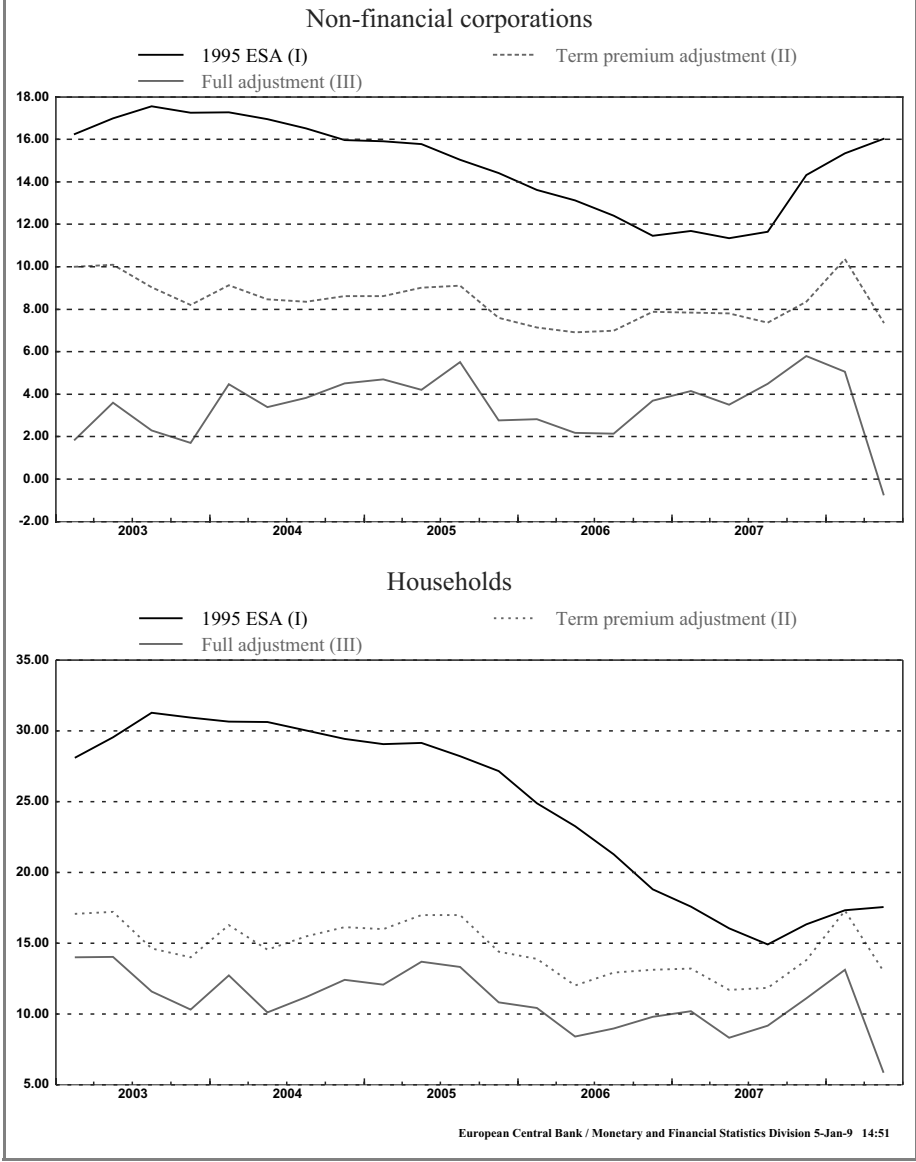 Non-financial corporations
1995 ESA (I)
Term premium adjustment (II)
Full adjustment (III)
18.00
16.00
14.00
12.00
10.00
8.00
6.00
4.00
2.00
0.00
-2.00
2003 2004 2005 2006 2007
Households
1995 ESA (I)
Term premium adjustment (II)
Full adjustment (III)
35.00
30.00
25.00
20.00
15.00
10.00
5.00
2003 2004 2005 2006 2007
European Central Bank / Monetary and Financial Statistics Division 5-Jan-9 14:51